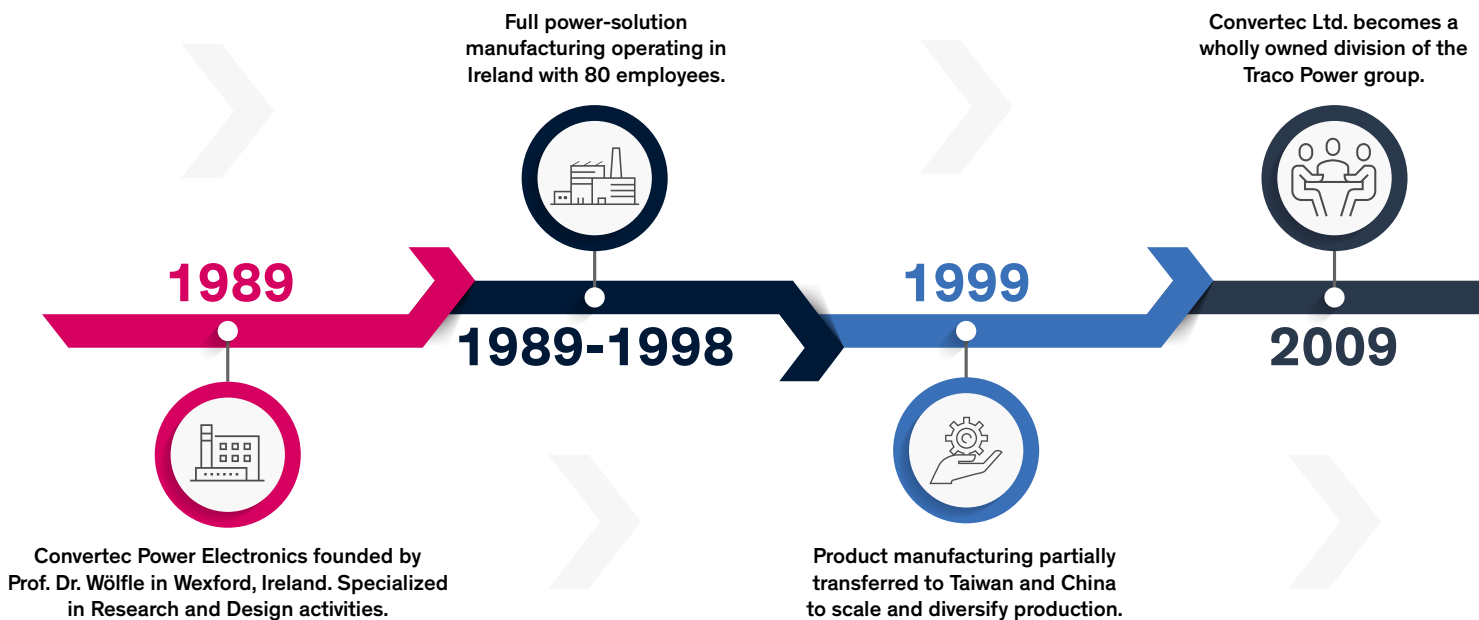 1989
Convertec Power Electronics founded by
Prof. Dr. Wölfle in Wexford, Ireland. Specialized
in Research and Design activities.
Full power-solution
manufacturing operating in
Ireland with 80 employees.
1989-1998
1999
Product manufacturing partially
transferred to Taiwan and China
to scale and diversify production.
Convertec Ltd. becomes a
wholly owned division of the
Traco Power group.
2009